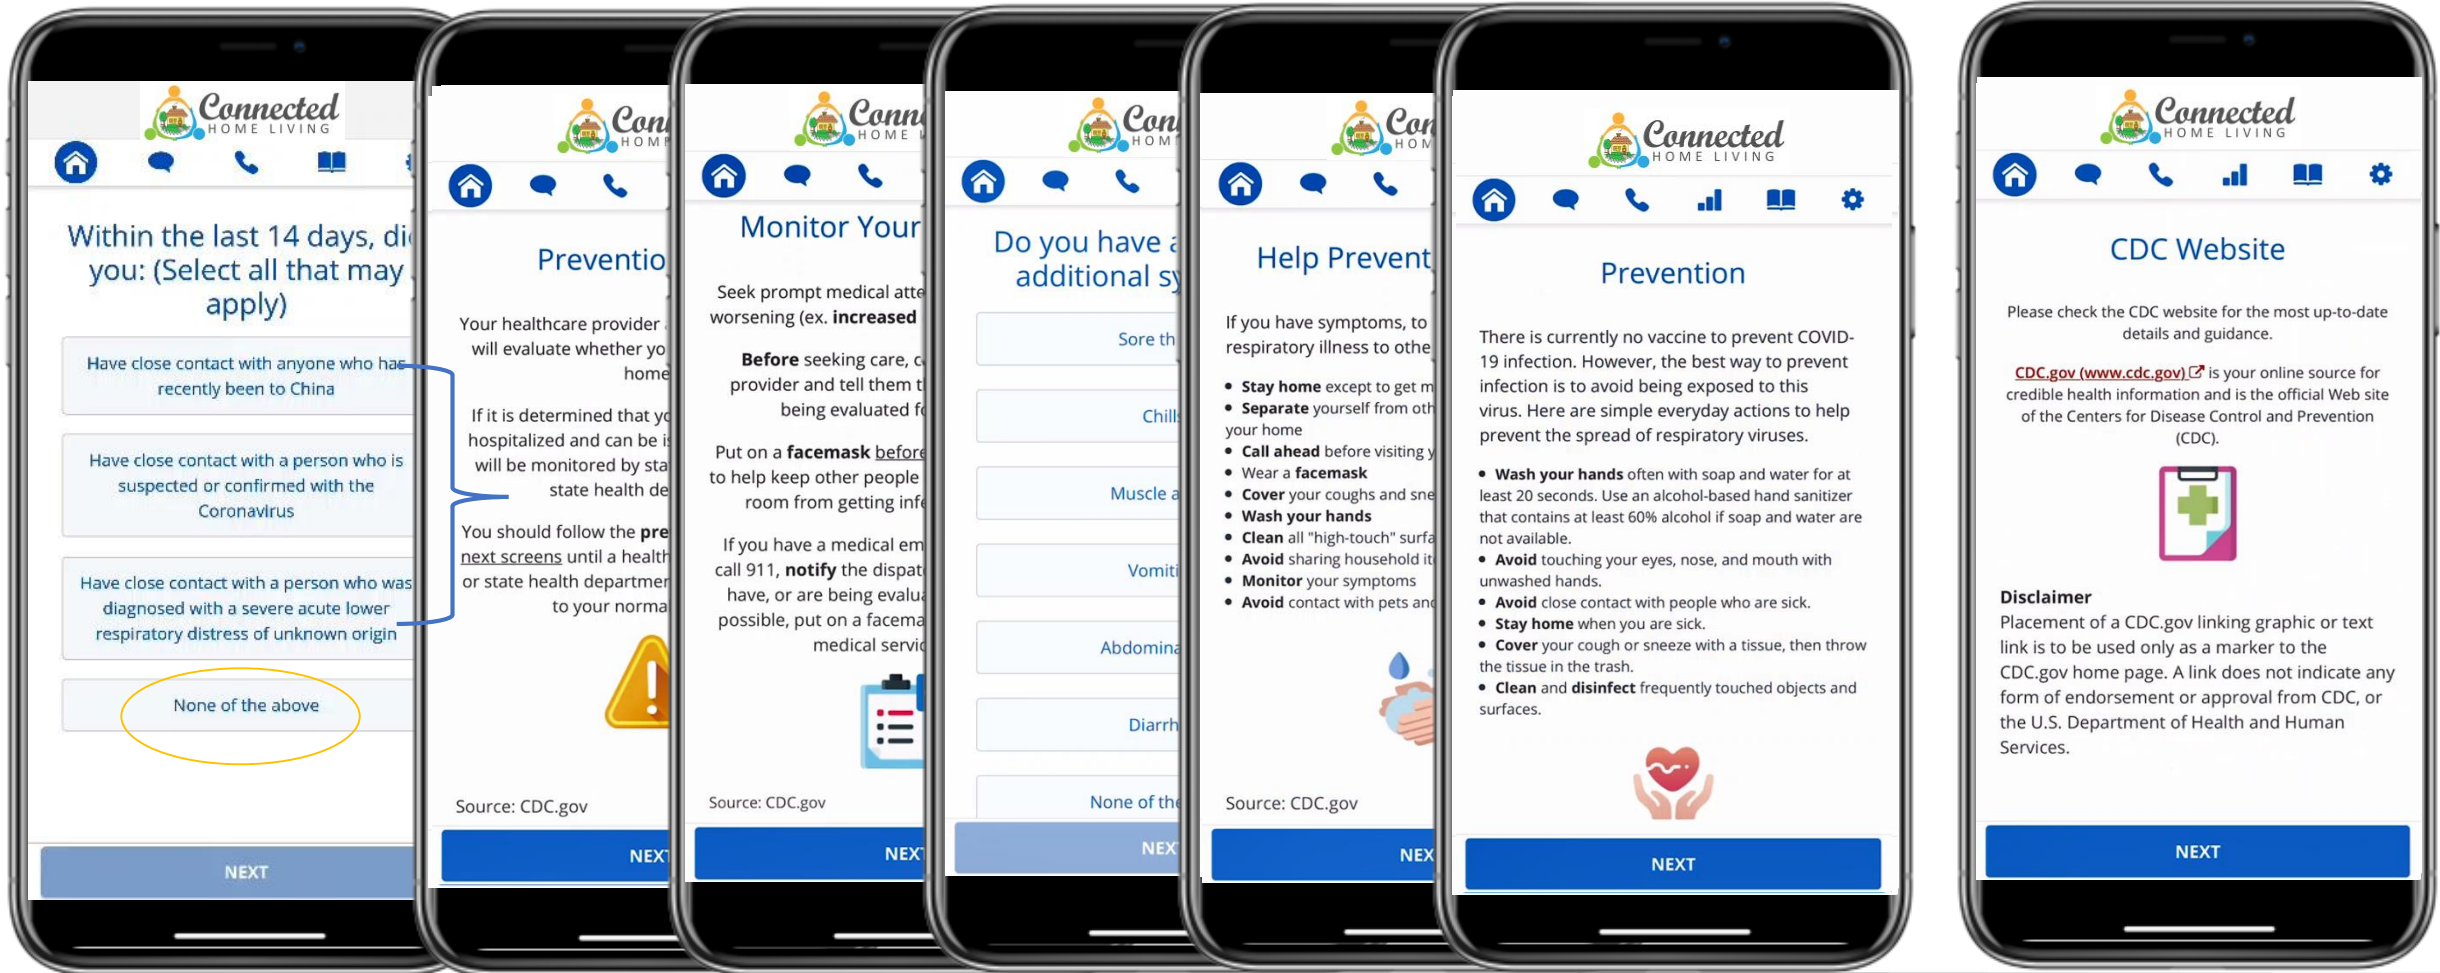 Connected
HOME LIVING
Within the last 14 days, di
you: (Select all that may
apply)
Have close contact with anyone who has
recently been to China
Have close contact with a person who is
suspected or confirmed with the
Coronavirus
Have close contact with a person who was
diagnosed with a severe acute lower
respiratory distress of unknown origin
None of the above
NEXT
Con
HOM
Preventio
Your healthcare provider
will evaluate whether yo
home
If it is determined that yo
hospitalized and can be is
will be monitored by sta
state health de
You should follow the pre
next screens until a health
or state health departmer
to your norma
Source: CDC.gov
NEXT
Conn
HOME L
Monitor Your
Seek prompt medical atte
worsening (ex. increased
Before seeking care, c
provider and tell them t
being evaluated fo
Put on a facemask before
to help keep other people
room from getting infe
If you have a medical em
call 911, notify the dispat
have, or are being evalua
possible, put on a facema
medical servic
Source: CDC.gov
NEXT
Con
HOM
Do you have a
additional sy
Sore th
Chills
Muscle a
Vomiti
Abdomina
Diarrh
None of the
NEX
Con
HOM
Help Prevent
If you have symptoms, to
respiratory illness to othe
• Stay home except to get m
• Separate yourself from oth
your home
• Call ahead before visiting y
• Wear a facemask
• Cover your coughs and sne
• Wash your hands
• Clean all "high-touch" surfa
• Avoid sharing household it
• Monitor your symptoms
• Avoid contact with pets and
Source: CDC.gov
NEX
Connected
HOME LIVING
Prevention
There is currently no vaccine to prevent COVID-
19 infection. However, the best way to prevent
infection is to avoid being exposed to this
virus. Here are simple everyday actions to help
prevent the spread of respiratory viruses.
• Wash your hands often with soap and water for at
least 20 seconds. Use an alcohol-based hand sanitizer
that contains at least 60% alcohol if soap and water are
not available.
• Avoid touching your eyes, nose, and mouth with
unwashed hands.
• Avoid close contact with people who are sick.
• Stay home when you are sick.
• Cover your cough or sneeze with a tissue, then throw
the tissue in the trash.
• Clean and disinfect frequently touched objects and
surfaces.
NEXT
Connected
HOME LIVING
CDC Website
Please check the CDC website for the most up-to-date
details and guidance.
CDC.gov (www.cdc.gov) is your online source for
credible health information and is the official Web site
of the Centers for Disease Control and Prevention
(CDC).
Disclaimer
Placement of a CDC.gov linking graphic or text
link is to be used only as a marker to the
CDC.gov home page. A link does not indicate any
form of endorsement or approval from CDC, or
the U.S. Department of Health and Human
Services.
NEXT